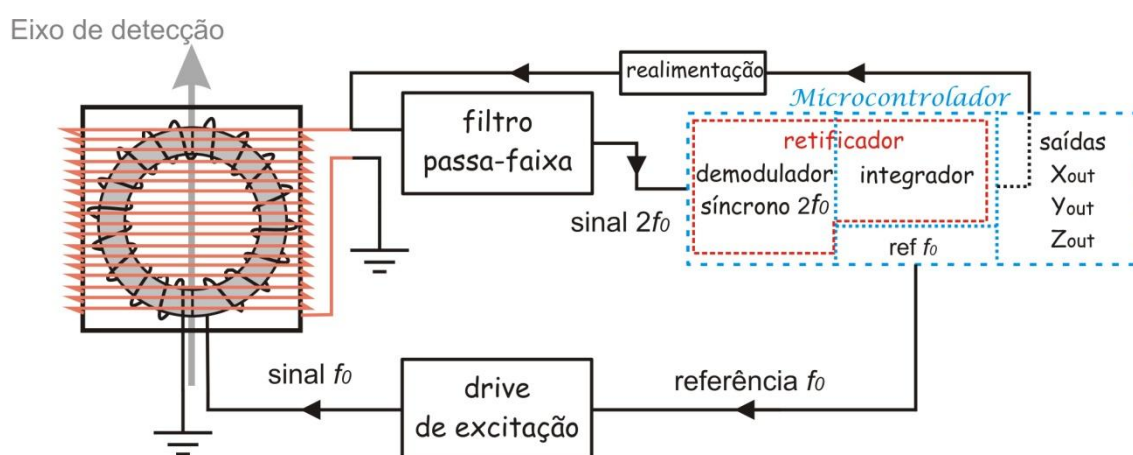 Eixo de detecção
realimentação
Microcontrolador
filtro
passa-faixa
retificador
demodulador
síncrono 2f₀
integrador
saídas
Xout
Yout
Zout
sinal 2f₀
ref f₀
sinal f₀
drive
de excitação
referência f₀